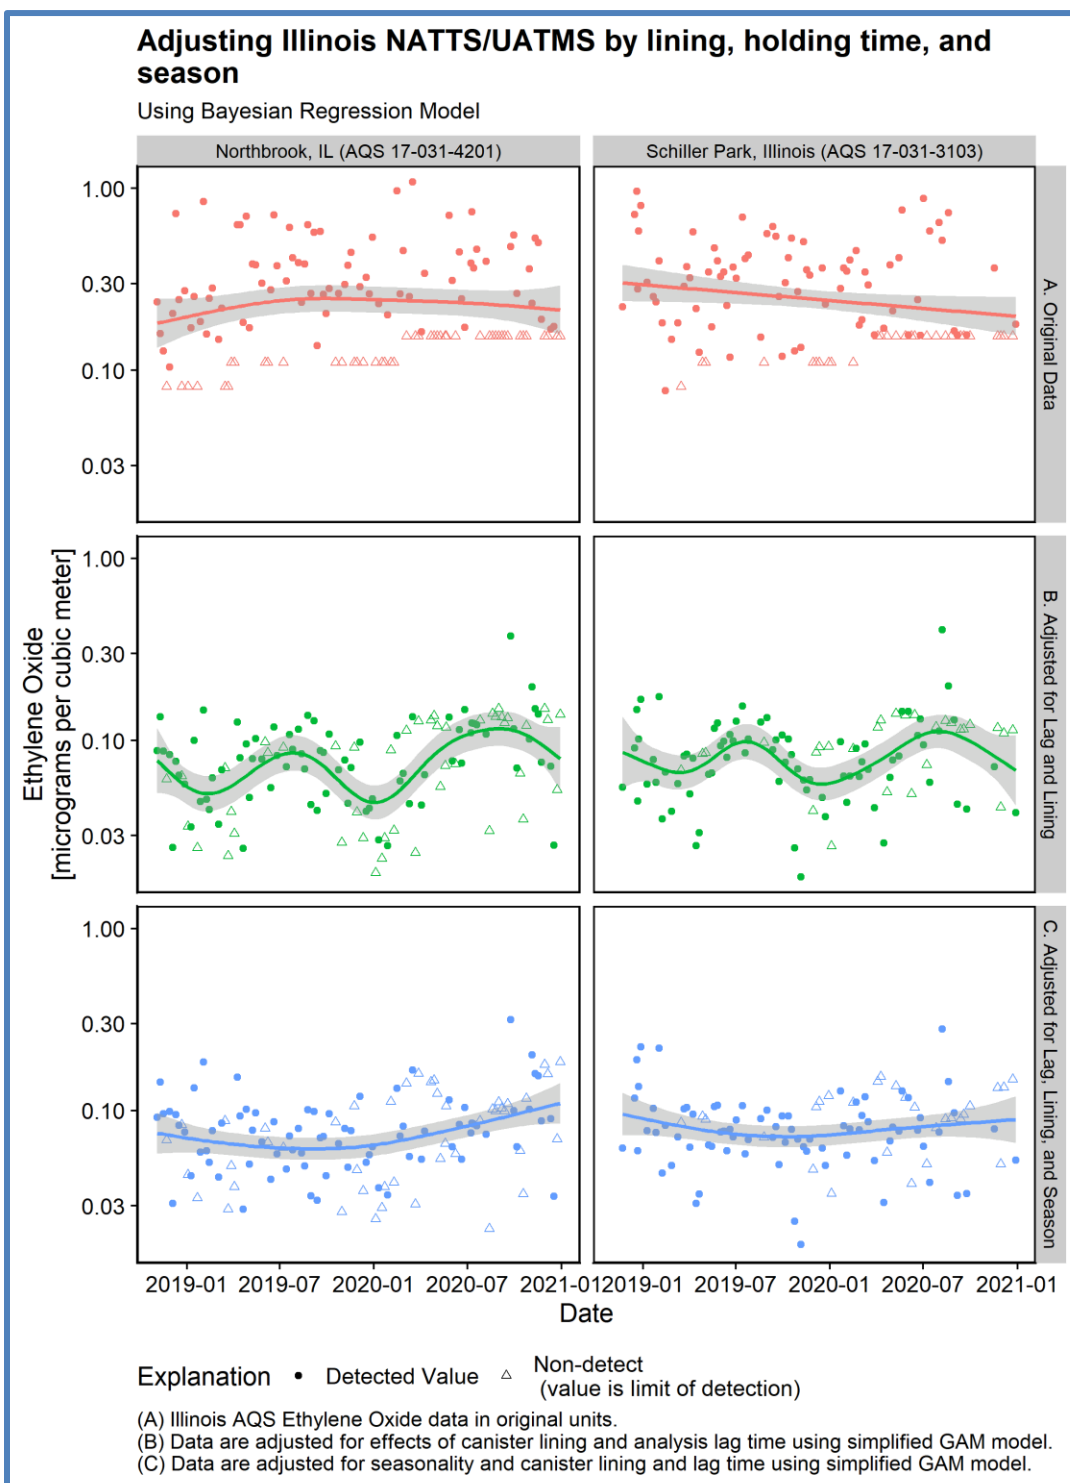 Adjusting Illinois NATTS/UATMS by lining, holding time, and
season
Using Bayesian Regression Model
Northbrook, IL (AQS 17-031-4201)
Schiller Park, Illinois (AQS 17-031-3103)
1.00
0.30
0.10
0.03
A. Original Data
1.00
0.30
0.10
0.03
B. Adjusted for Lag and Lining
Ethylene Oxide
[micrograms per cubic meter]
1.00
0.30
0.10
0.03
C. Adjusted for Lag, Lining, and Season
2019-01 2019-07 2020-01 2020-07 2021-01
2019-01 2019-07 2020-01 2020-07 2021-01
Date
Explanation
Detected Value
Non-detect
(value is limit of detection)
(A) Illinois AQS Ethylene Oxide data in original units.
(B) Data are adjusted for effects of canister lining and analysis lag time using simplified GAM model.
(C) Data are adjusted for seasonality and canister lining and lag time using simplified GAM model.